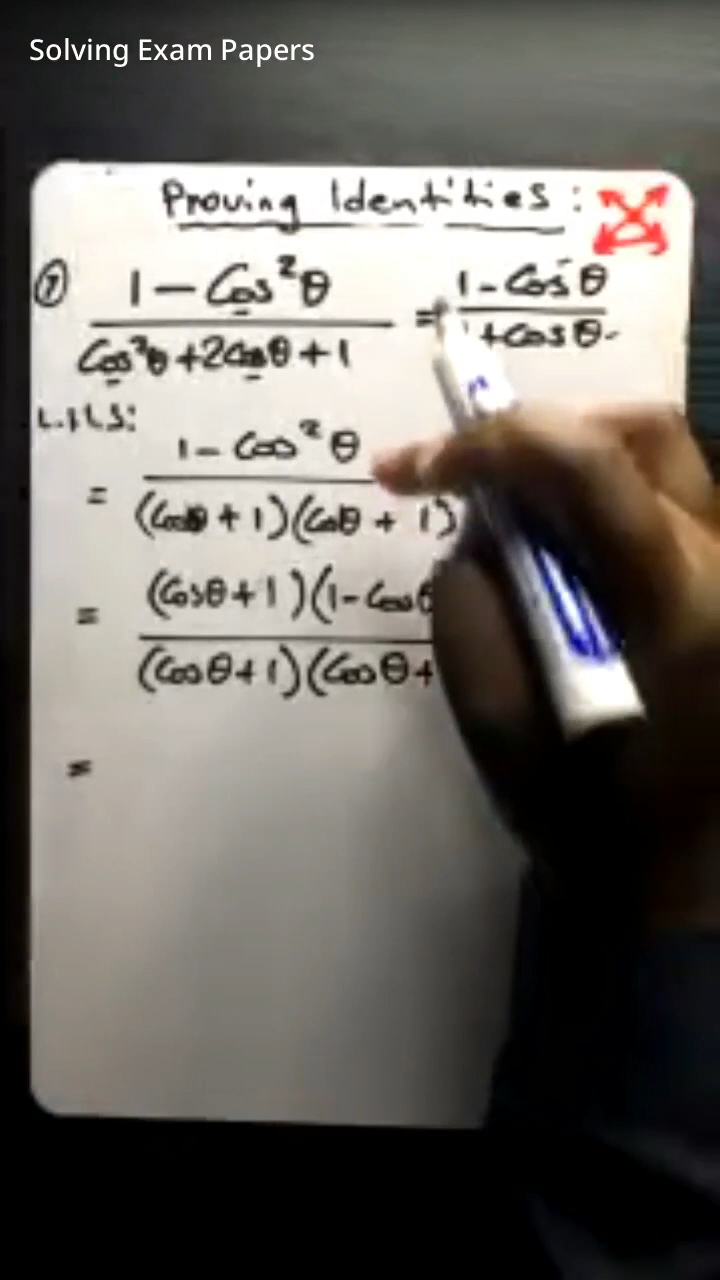 Solving Exam Papers
Proving Identities:
① 1 - Cos²θ / Cos²θ + 2Cosθ + 1 = 1 - Cosθ / 1 + Cosθ
L.H.S:
= 1 - Cos²θ / (Cosθ + 1)(Cosθ + 1)
= (Cosθ + 1)(1 - Cosθ / (Cosθ + 1)(Cosθ +
=